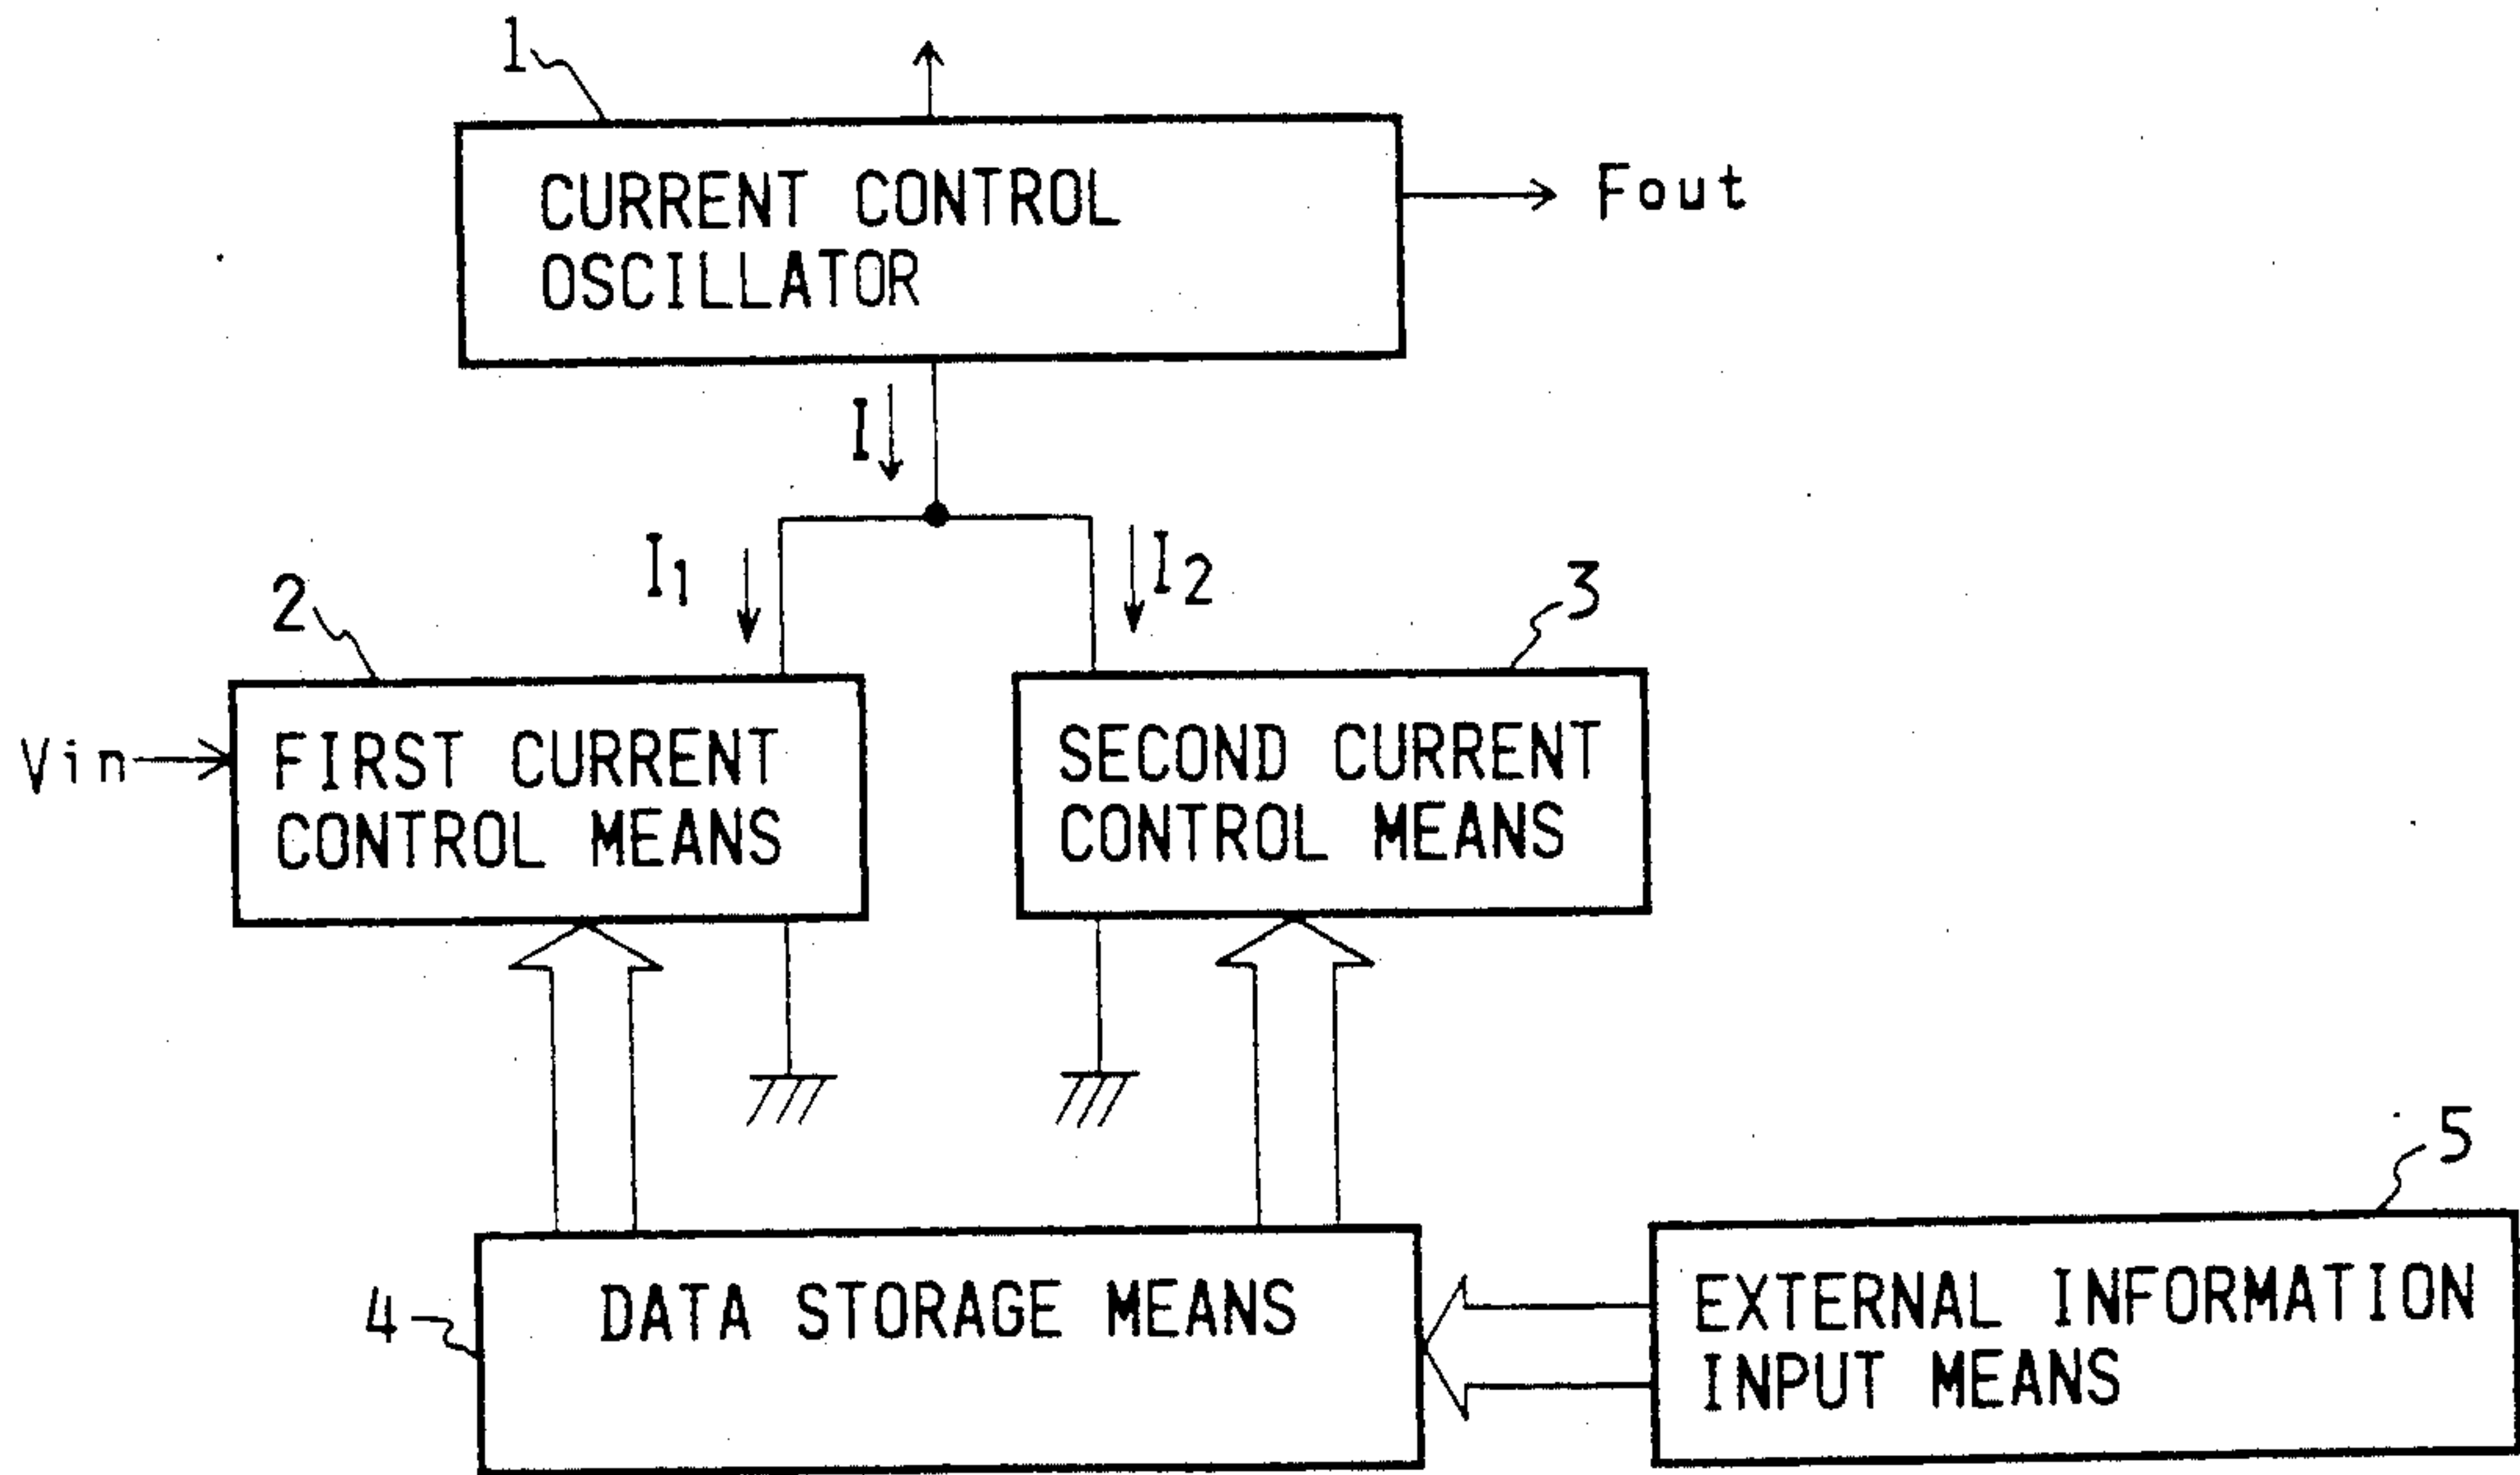 1
CURRENT CONTROL
OSCILLATOR
Fout
I
I1
I2
2
3
Vin
FIRST CURRENT
CONTROL MEANS
SECOND CURRENT
CONTROL MEANS
5
4
DATA STORAGE MEANS
EXTERNAL INFORMATION
INPUT MEANS